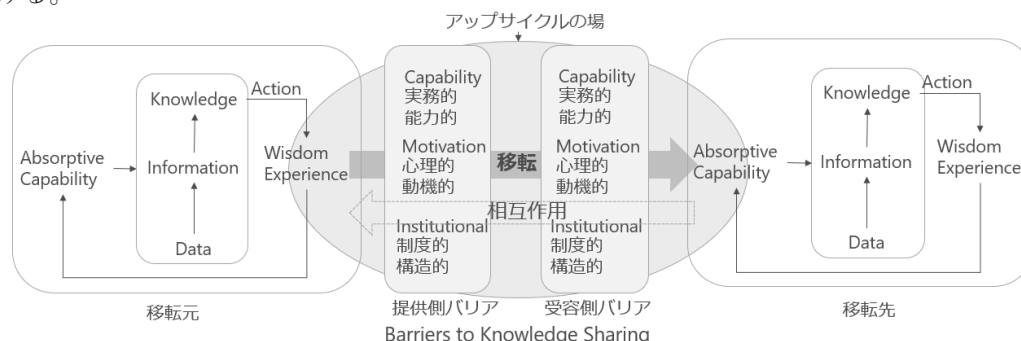 ける。
アップサイクルの場
Knowledge
Action
Absorptive
Capability
Information
Wisdom
Experience
Data
移転元
Capability
実務的
能力的
Motivation
心理的
動機的
Institutional
制度的
構造的
提供側バリア
移転
相互作用
Capability
実務的
能力的
Motivation
心理的
動機的
Institutional
制度的
構造的
受容側バリア
Barriers to Knowledge Sharing
Absorptive
Capability
Knowledge
Action
Information
Wisdom
Experience
Data
移転先